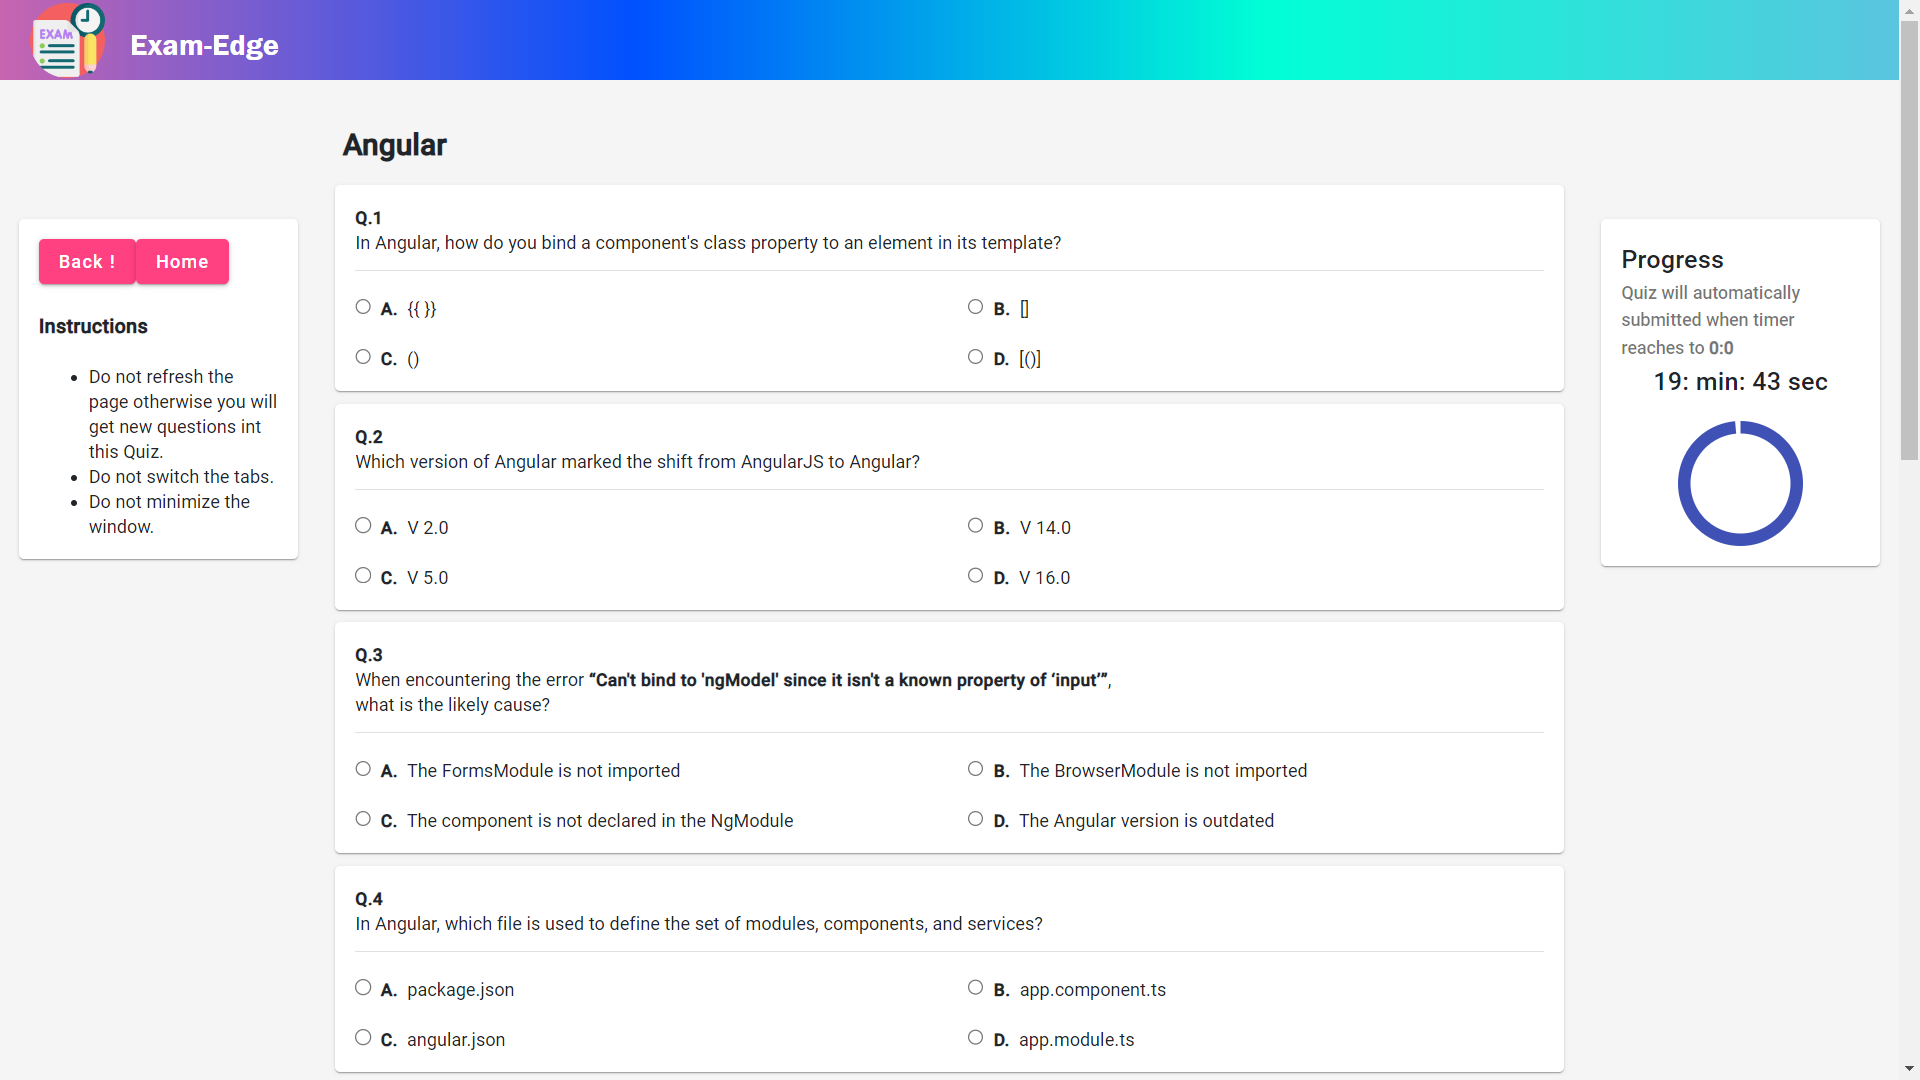 EXAM
Exam-Edge
Back !
Home
Instructions
Do not refresh the
page otherwise you will
get new questions int
this Quiz.
Do not switch the tabs.
Do not minimize the
window.
Angular
Q.1
In Angular, how do you bind a component's class property to an element in its template?
A. {{ }}
B. []
C. ()
D. [()]
Q.2
Which version of Angular marked the shift from AngularJS to Angular?
A. V 2.0
B. V 14.0
C. V 5.0
D. V 16.0
Q.3
When encountering the error “Can't bind to 'ngModel' since it isn't a known property of ‘input’”,
what is the likely cause?
A. The FormsModule is not imported
B. The BrowserModule is not imported
C. The component is not declared in the NgModule
D. The Angular version is outdated
Q.4
In Angular, which file is used to define the set of modules, components, and services?
A. package.json
B. app.component.ts
C. angular.json
D. app.module.ts
Progress
Quiz will automatically
submitted when timer
reaches to 0:0
19: min: 43 sec